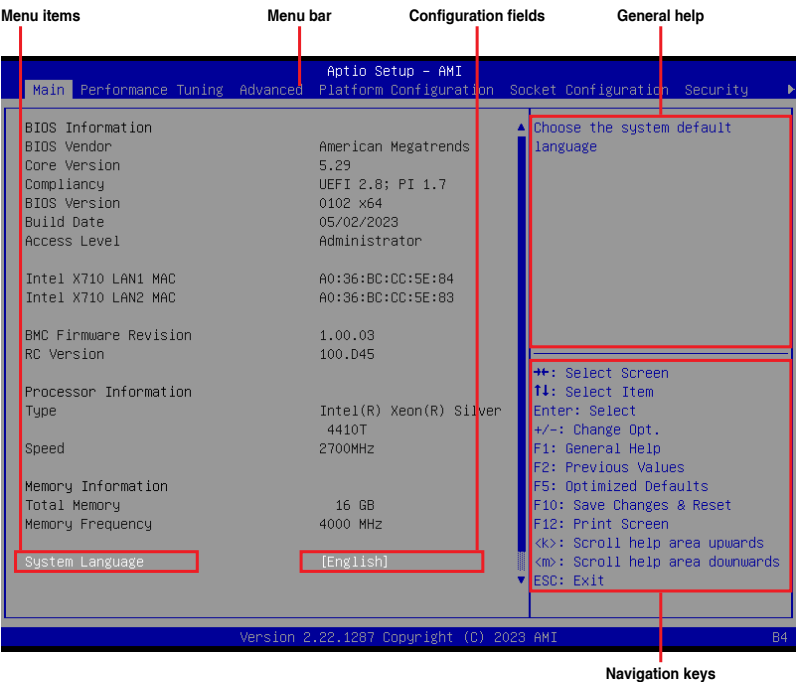 Menu items Menu bar Configuration fields General help
Aptio Setup – AMI
Main Performance Tuning Advanced Platform Configuration Socket Configuration Security
BIOS Information
BIOS Vendor American Megatrends
Core Version 5.29
Compliancy UEFI 2.8; PI 1.7
BIOS Version 0102 x64
Build Date 05/02/2023
Access Level Administrator
Intel X710 LAN1 MAC A0:36:BC:CC:5E:84
Intel X710 LAN2 MAC A0:36:BC:CC:5E:83
BMC Firmware Revision 1.00.03
RC Version 100.D45
Processor Information
Type Intel(R) Xeon(R) Silver
4410T
Speed 2700MHz
Memory Information
Total Memory 16 GB
Memory Frequency 4000 MHz
System Language [English]
Choose the system default
language
→←: Select Screen
↑↓: Select Item
Enter: Select
+/-: Change Opt.
F1: General Help
F2: Previous Values
F5: Optimized Defaults
F10: Save Changes & Reset
F12: Print Screen
<k>: Scroll help area upwards
<m>: Scroll help area downwards
ESC: Exit
Version 2.22.1287 Copyright (C) 2023 AMI B4
Navigation keys